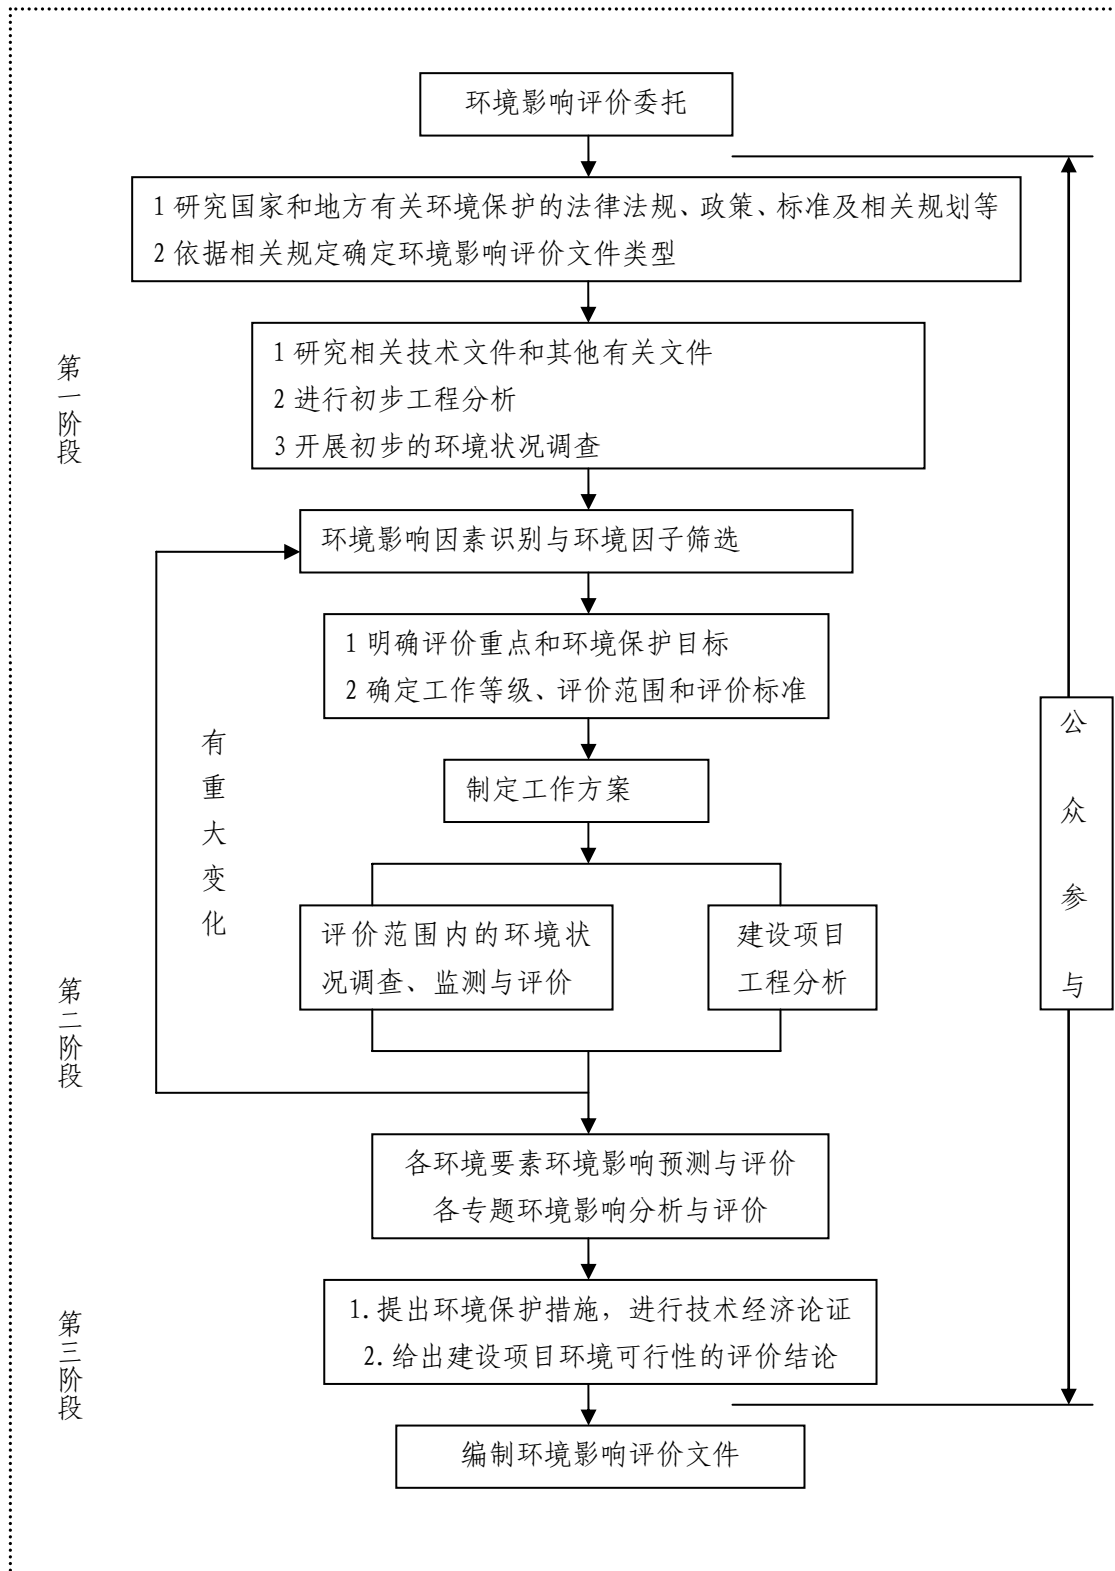 环境影响评价委托
1 研究国家和地方有关环境保护的法律法规、政策、标准及相关规划等
2 依据相关规定确定环境影响评价文件类型
第一阶段
1 研究相关技术文件和其他有关文件
2 进行初步工程分析
3 开展初步的环境状况调查
环境影响因素识别与环境因子筛选
1 明确评价重点和环境保护目标
2 确定工作等级、评价范围和评价标准
有重大变化
公众参与
制定工作方案
评价范围内的环境状
况调查、监测与评价
建设项目
工程分析
第二阶段
各环境要素环境影响预测与评价
各专题环境影响分析与评价
第三阶段
1.提出环境保护措施，进行技术经济论证
2.给出建设项目环境可行性的评价结论
编制环境影响评价文件